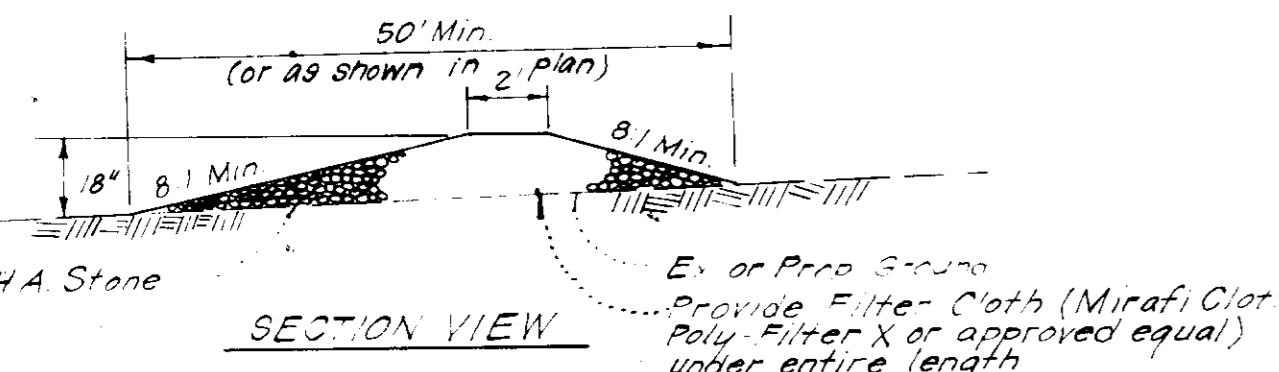 50' Min.
(or as shown in plan)
2'
8:1 Min.
18"
8:1 Min.
H.A. Stone
Ex. or Prop. Ground
Provide Filter Cloth (Mirafi Clot
Poly-Filter X or approved equal)
under entire length
SECTION VIEW